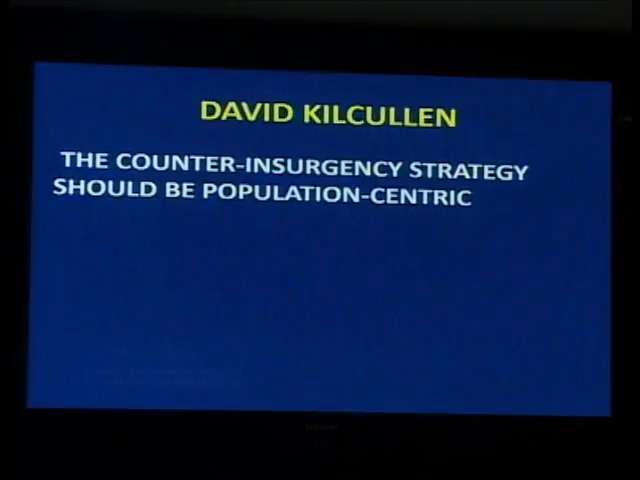 DAVID KILCULLEN
THE COUNTER-INSURGENCY STRATEGY
SHOULD BE POPULATION-CENTRIC